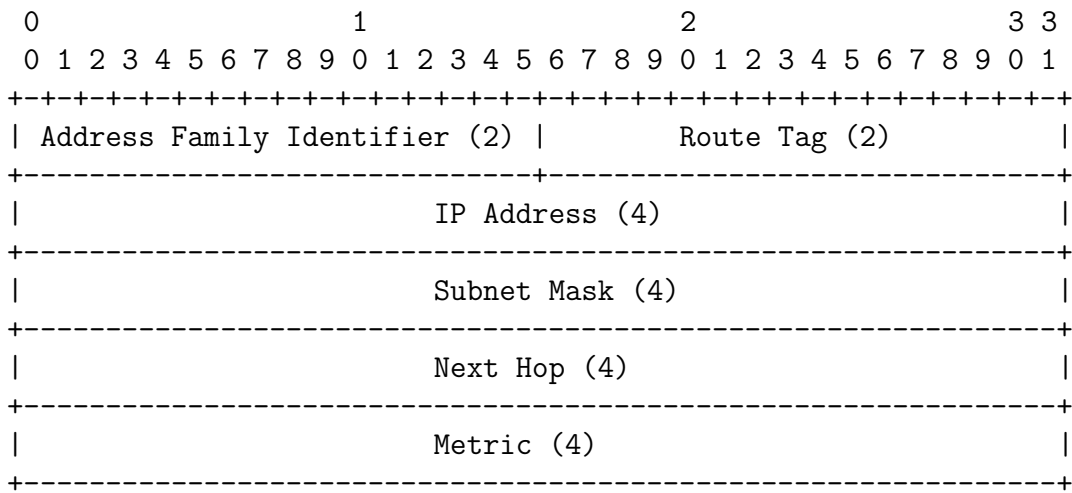 0                   1                   2                   3 3
0 1 2 3 4 5 6 7 8 9 0 1 2 3 4 5 6 7 8 9 0 1 2 3 4 5 6 7 8 9 0 1
+-+-+-+-+-+-+-+-+-+-+-+-+-+-+-+-+-+-+-+-+-+-+-+-+-+-+-+-+-+-+-+-+
| Address Family Identifier (2) |        Route Tag (2)          |
+-------------------------------+-------------------------------+
|                         IP Address (4)                        |
+---------------------------------------------------------------+
|                         Subnet Mask (4)                       |
+---------------------------------------------------------------+
|                         Next Hop (4)                          |
+---------------------------------------------------------------+
|                         Metric (4)                            |
+---------------------------------------------------------------+